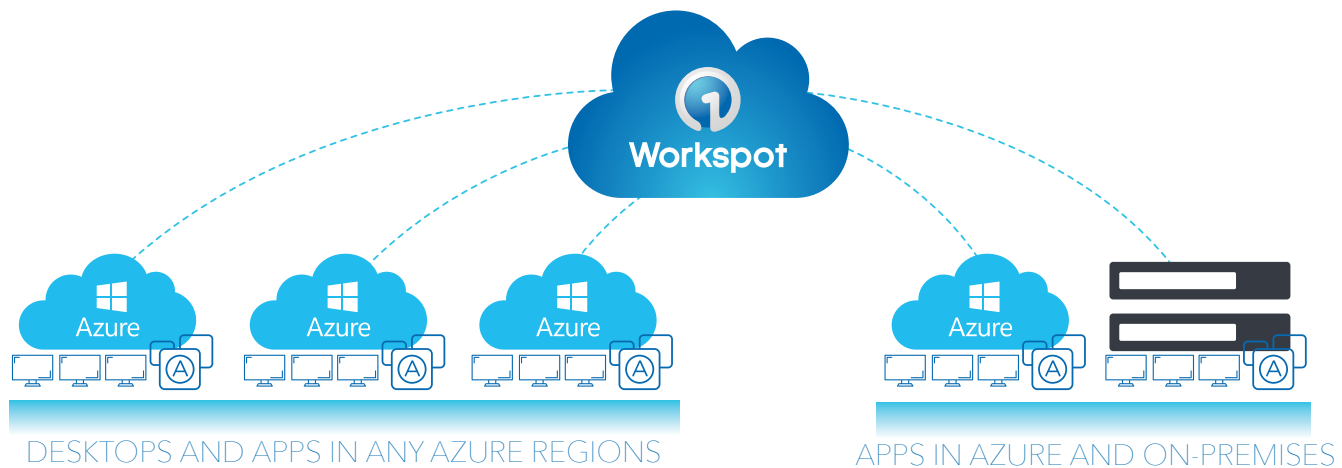 Workspot
Azure
Azure
Azure
Azure
A
A
A
A
A
DESKTOPS AND APPS IN ANY AZURE REGIONS
APPS IN AZURE AND ON-PREMISES